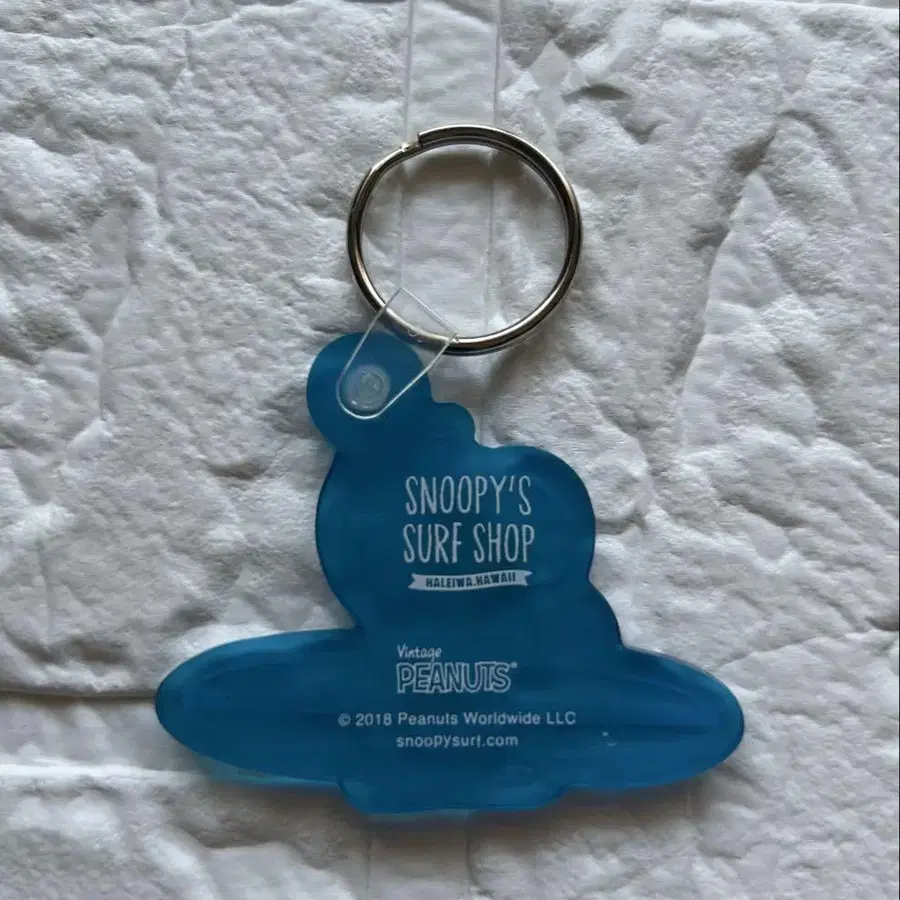 SNOOPY'S
SURF SHOP
HALEIWA.HAWAII
Vintage
PEANUTS®
© 2018 Peanuts Worldwide LLC
snoopysurf.com